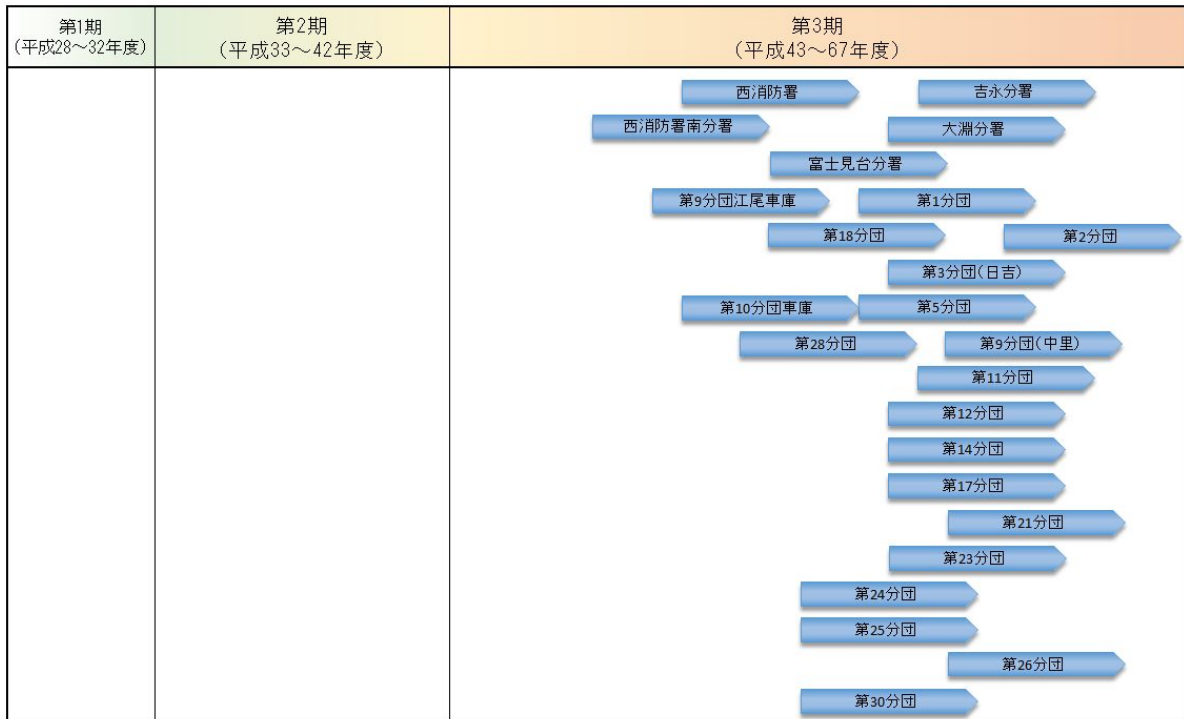 第1期
(平成28～32年度)
第2期
(平成33～42年度)
第3期
(平成43～67年度)
西消防署
吉永分署
西消防署南分署
大淵分署
富士見台分署
第9分団江尾車庫
第1分団
第18分団
第2分団
第3分団(日吉)
第10分団車庫
第5分団
第28分団
第9分団(中里)
第11分団
第12分団
第14分団
第17分団
第21分団
第23分団
第24分団
第25分団
第26分団
第30分団